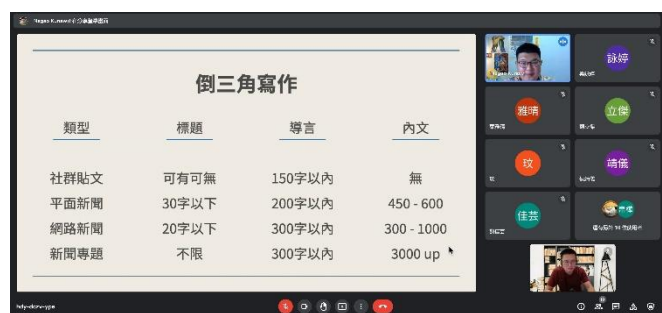 倒三角寫作
類型 標題 導言 內文
社群貼文 可有可無 150字以內 無
平面新聞 30字以下 200字以內 450 - 600
網路新聞 20字以下 300字以內 300 - 1000
新聞專題 不限 300字以內 3000 up
詠婷
雅晴
立傑
玟
靖儀
佳芸